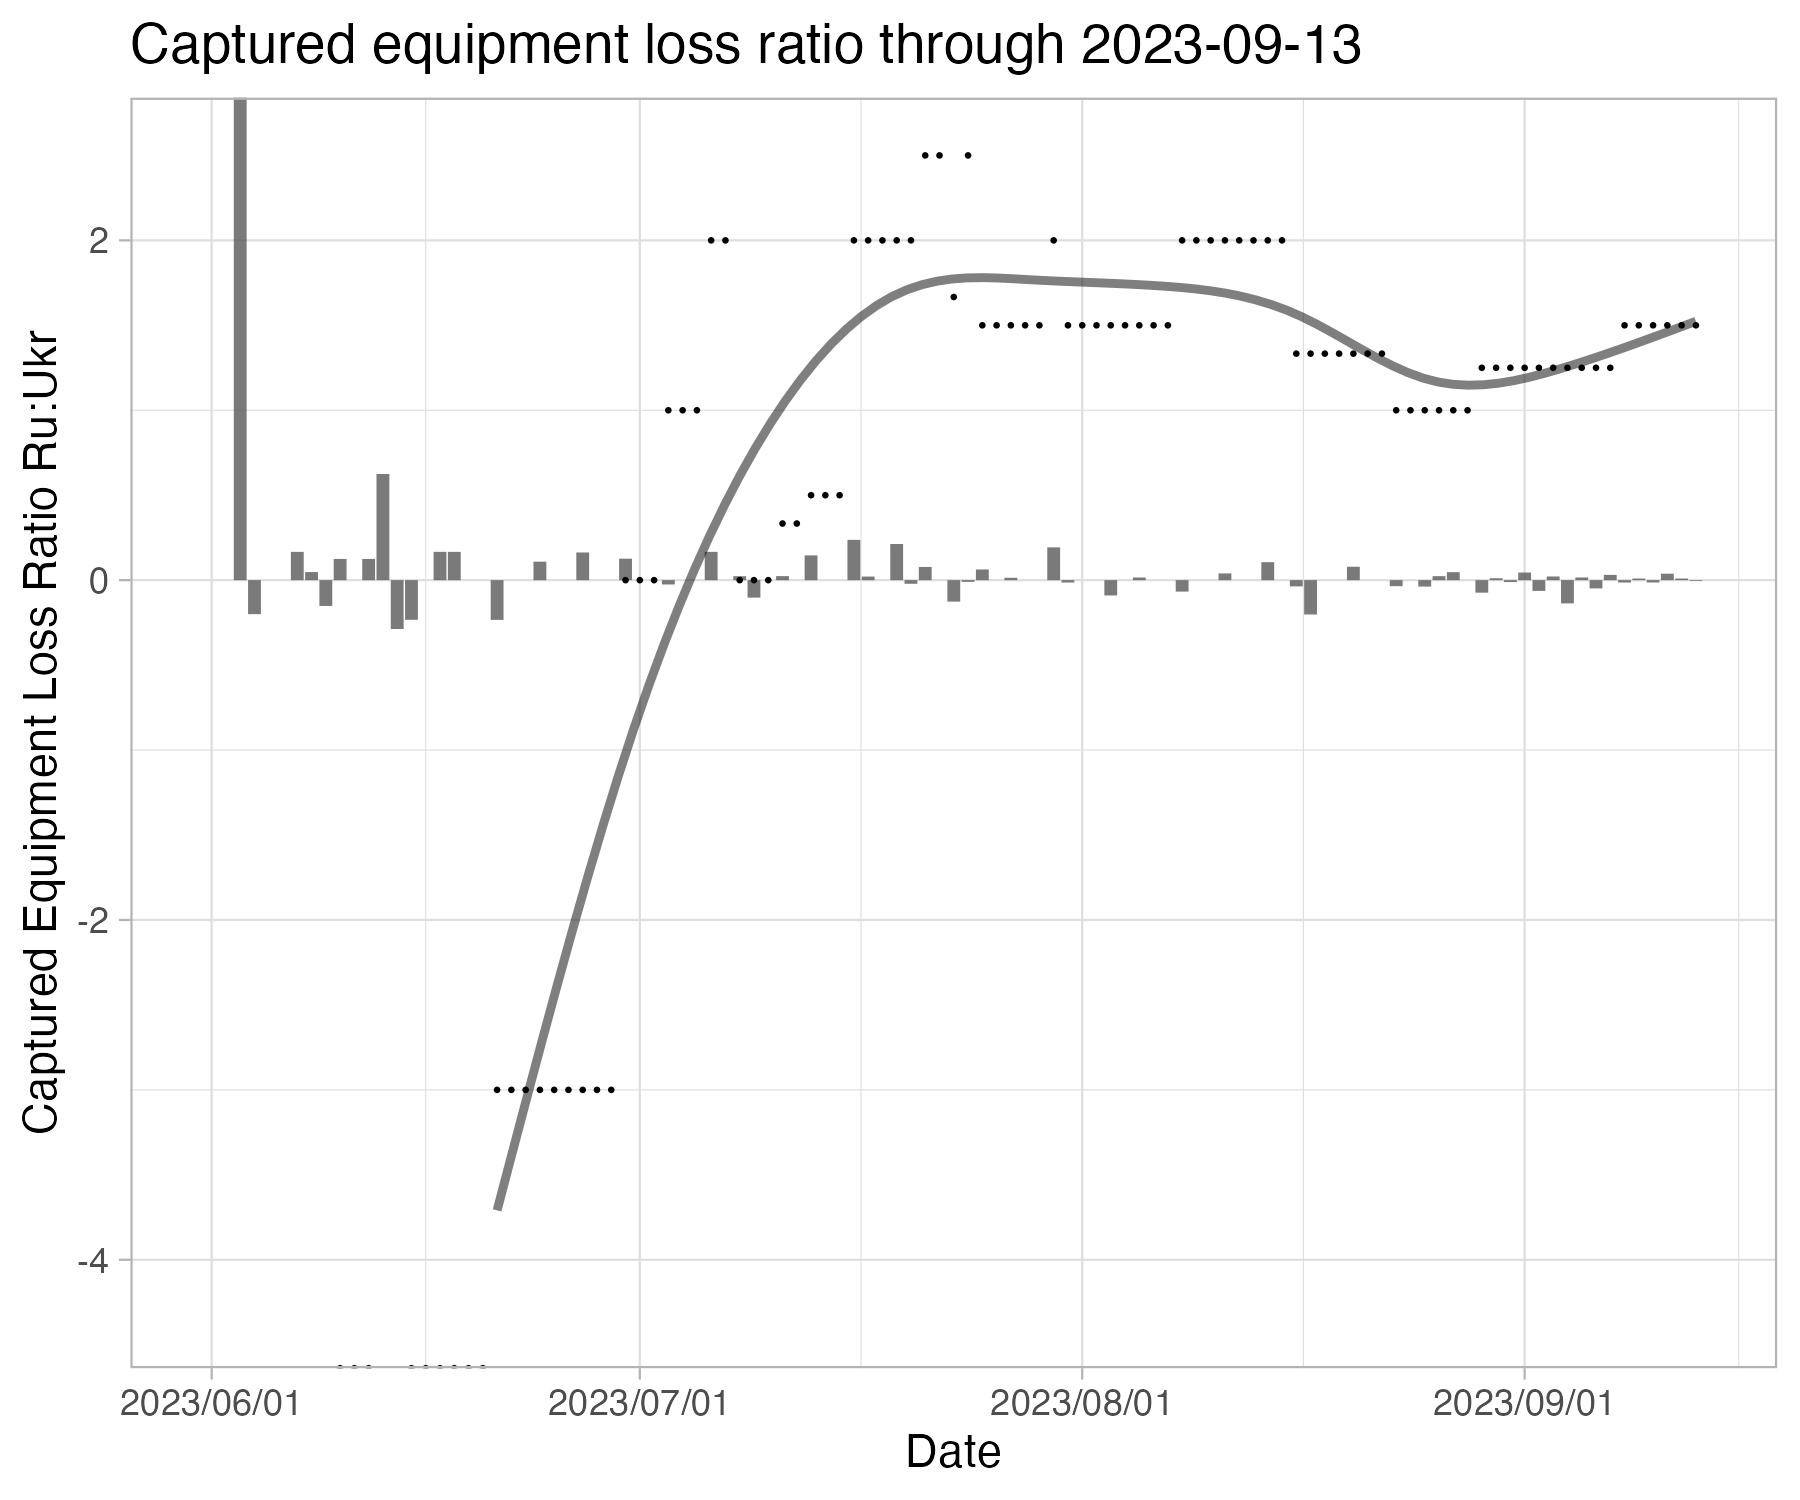 Captured equipment loss ratio through 2023-09-13
Captured Equipment Loss Ratio Ru:Ukr
2
0
-2
-4
2023/06/01
2023/07/01
2023/08/01
2023/09/01
Date